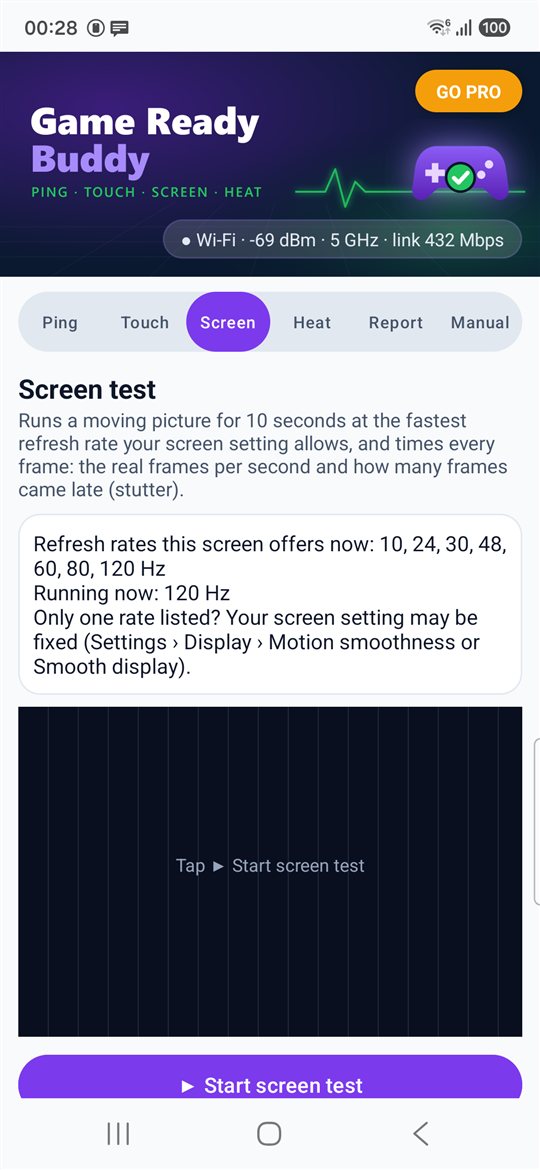 00:28
6
100
GO PRO
Game Ready
Buddy
PING · TOUCH · SCREEN · HEAT
● Wi-Fi · -69 dBm · 5 GHz · link 432 Mbps
Ping Touch Screen Heat Report Manual
Screen test
Runs a moving picture for 10 seconds at the fastest
refresh rate your screen setting allows, and times every
frame: the real frames per second and how many frames
came late (stutter).
Refresh rates this screen offers now: 10, 24, 30, 48,
60, 80, 120 Hz
Running now: 120 Hz
Only one rate listed? Your screen setting may be
fixed (Settings › Display › Motion smoothness or
Smooth display).
Tap ► Start screen test
► Start screen test